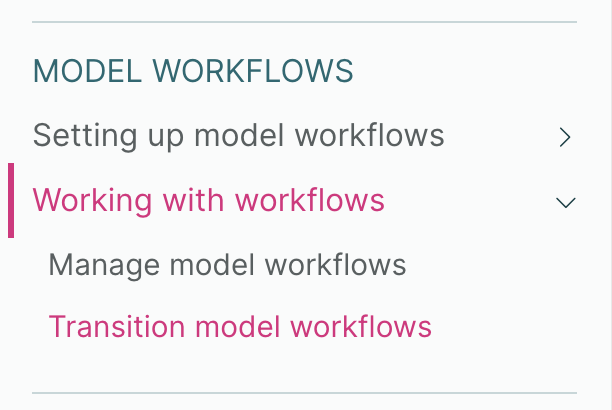 MODEL WORKFLOWS
Setting up model workflows
Working with workflows
Manage model workflows
Transition model workflows